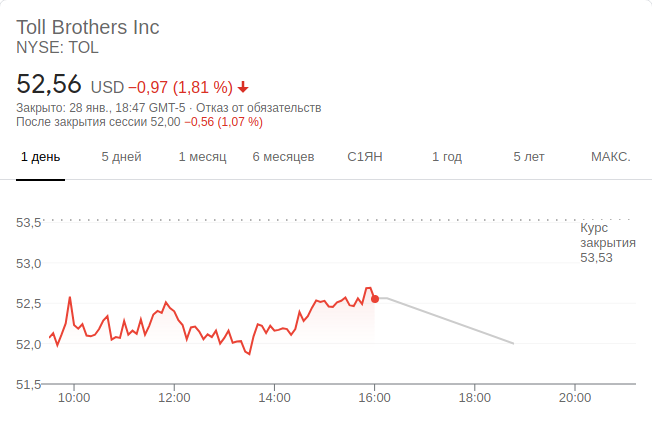 Toll Brothers Inc
NYSE: TOL
52,56 USD −0,97 (1,81 %)
Закрыто: 28 янв., 18:47 GMT-5 · Отказ от обязательств
После закрытия сессии 52,00 −0,56 (1,07 %)
1 день 5 дней 1 месяц 6 месяцев С1ЯН 1 год 5 лет МАКС.
53,5
Курс
закрытия
53,53
53,0
52,5
52,0
51,5
10:00 12:00 14:00 16:00 18:00 20:00